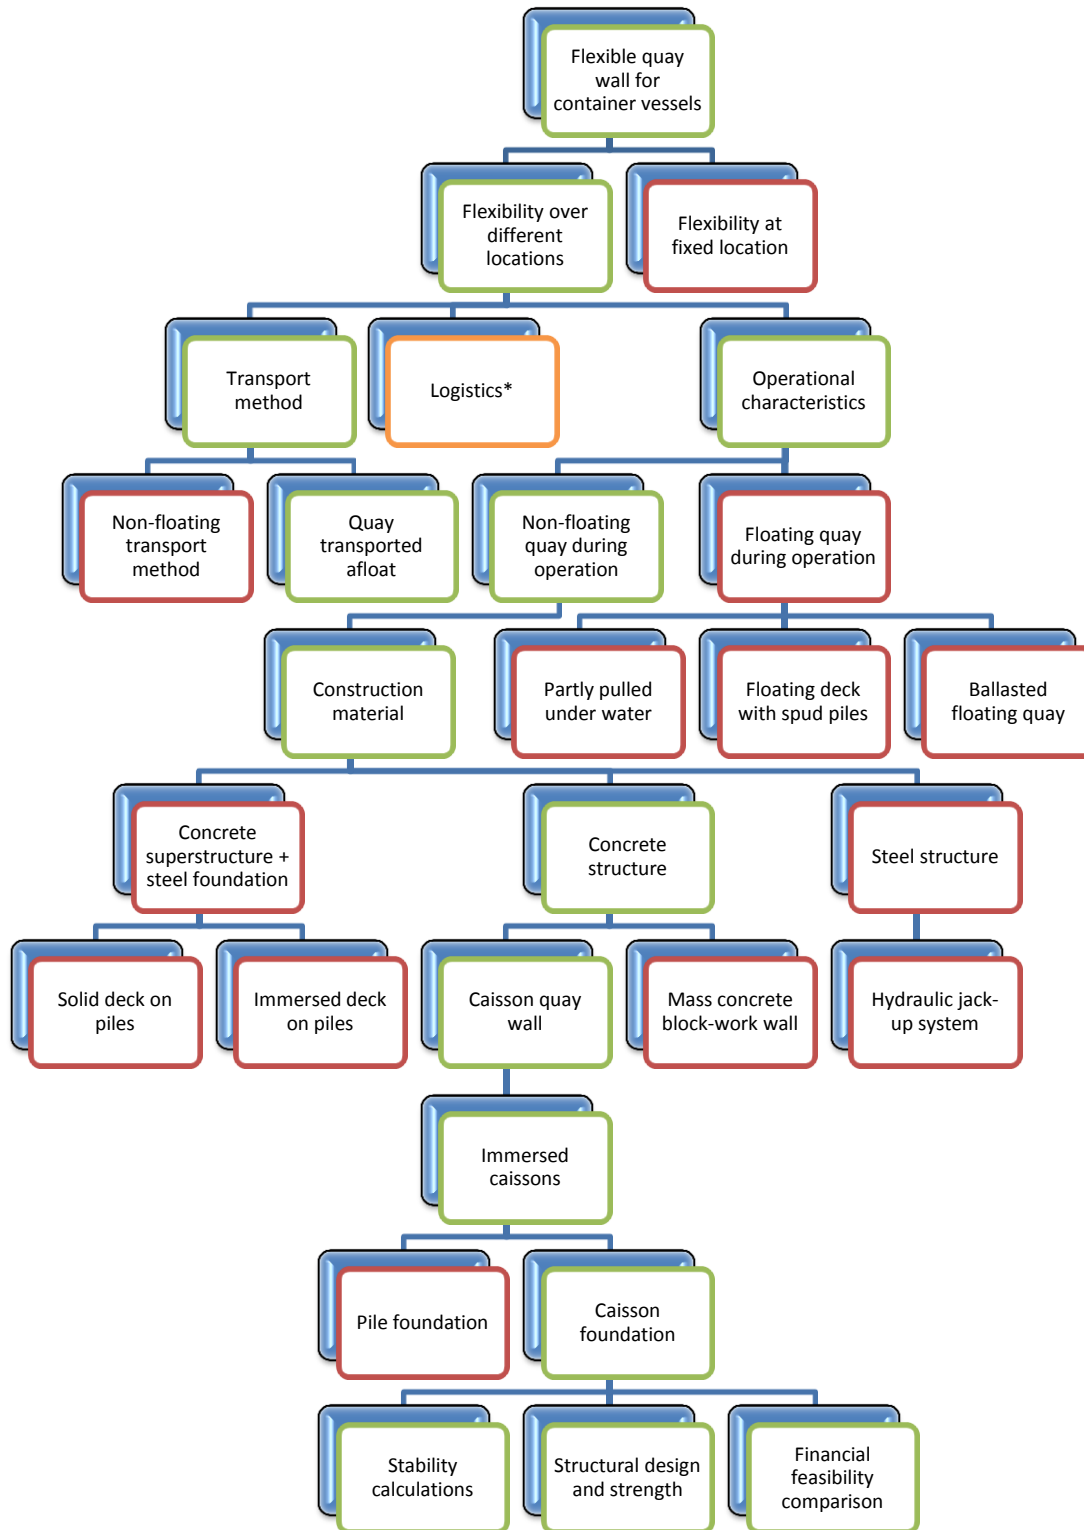 Flexible quay
wall for
container vessels
Flexibility over
different
locations
Flexibility at
fixed location
Transport
method
Logistics*
Operational
characteristics
Non-floating
transport
method
Quay
transported
afloat
Non-floating
quay during
operation
Floating quay
during operation
Construction
material
Partly pulled
under water
Floating deck
with spud piles
Ballasted
floating quay
Concrete
superstructure +
steel foundation
Concrete
structure
Steel structure
Solid deck on
piles
Immersed deck
on piles
Caisson quay
wall
Mass concrete
block-work wall
Hydraulic jack-
up system
Immersed
caissons
Pile foundation
Caisson
foundation
Stability
calculations
Structural design
and strength
Financial
feasibility
comparison